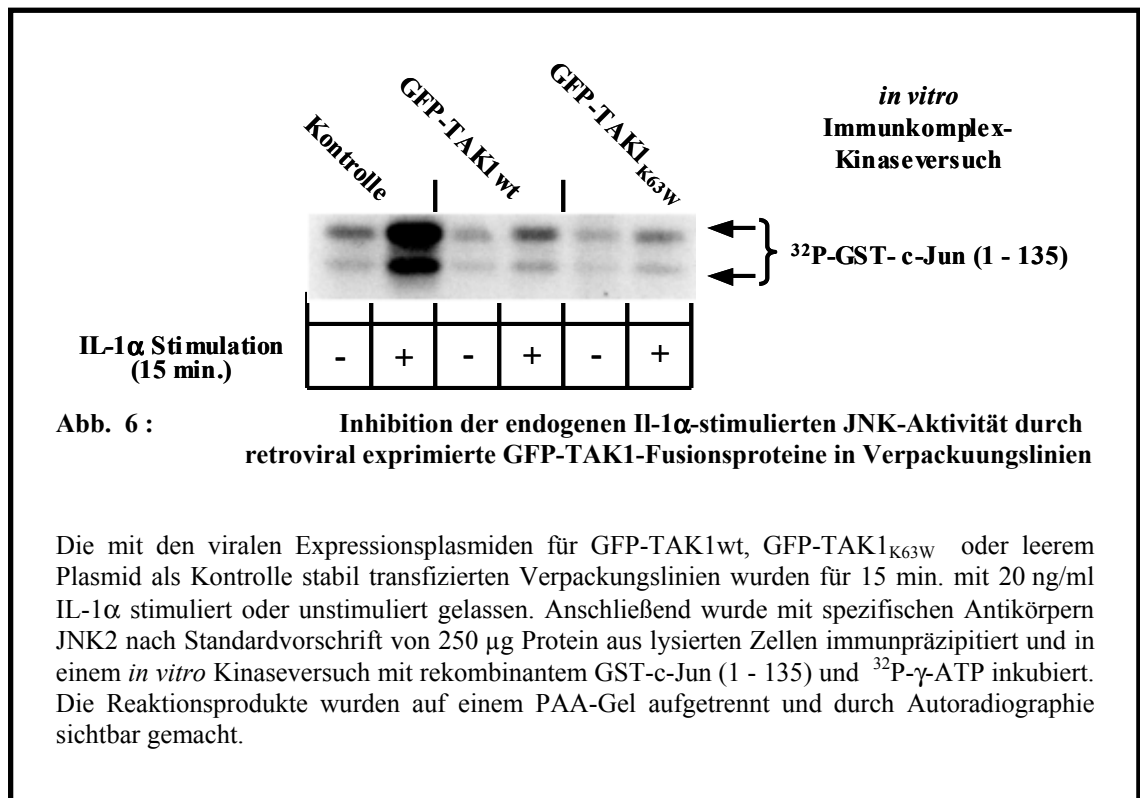 Kontrolle
GFP-TAK1wt
GFP-TAK1K63W
in vitro
Immunkomplex-
Kinaseversuch
32P-GST- c-Jun (1 - 135)
IL-1α Stimulation
(15 min.)
- + - + - +
Abb. 6 : Inhibition der endogenen Il-1α-stimulierten JNK-Aktivität durch
retroviral exprimierte GFP-TAK1-Fusionsproteine in Verpackuungslinien
Die mit den viralen Expressionsplasmiden für GFP-TAK1wt, GFP-TAK1K63W oder leerem
Plasmid als Kontrolle stabil transfizierten Verpackungslinien wurden für 15 min. mit 20 ng/ml
IL-1α stimuliert oder unstimuliert gelassen. Anschließend wurde mit spezifischen Antikörpern
JNK2 nach Standardvorschrift von 250 µg Protein aus lysierten Zellen immunpräzipitiert und in
einem in vitro Kinaseversuch mit rekombinantem GST-c-Jun (1 - 135) und 32P-γ-ATP inkubiert.
Die Reaktionsprodukte wurden auf einem PAA-Gel aufgetrennt und durch Autoradiographie
sichtbar gemacht.